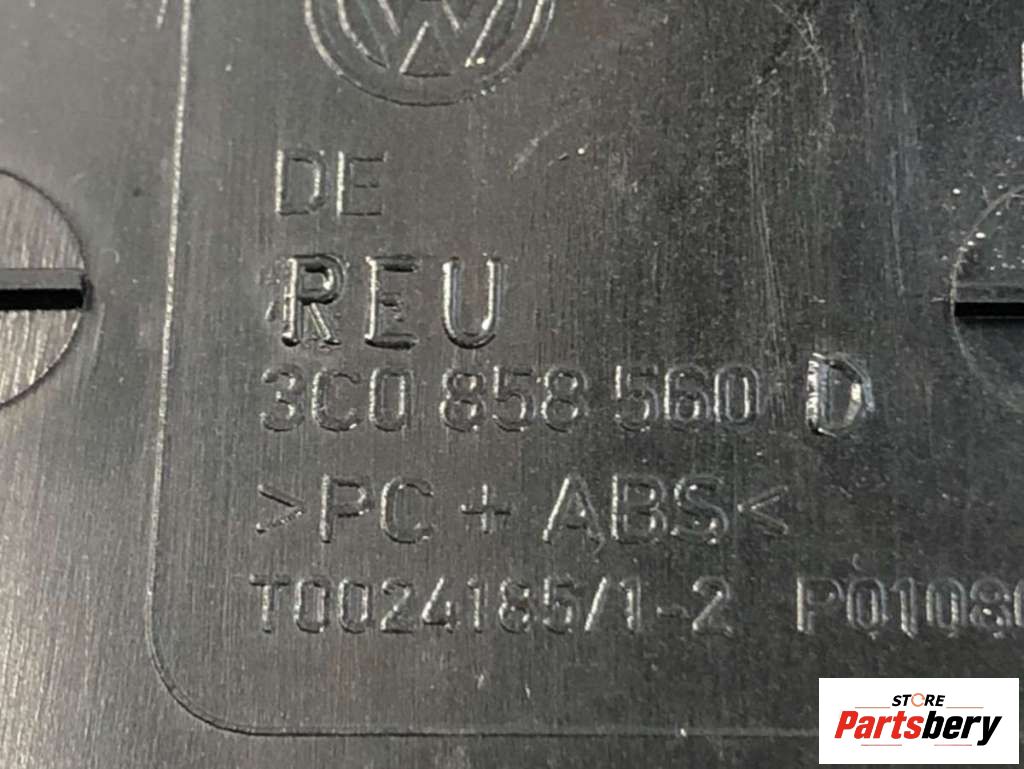 DE
REU
3C0 858 560 D
>PC + ABS<
T0024185/1-2
STORE
Partsbery